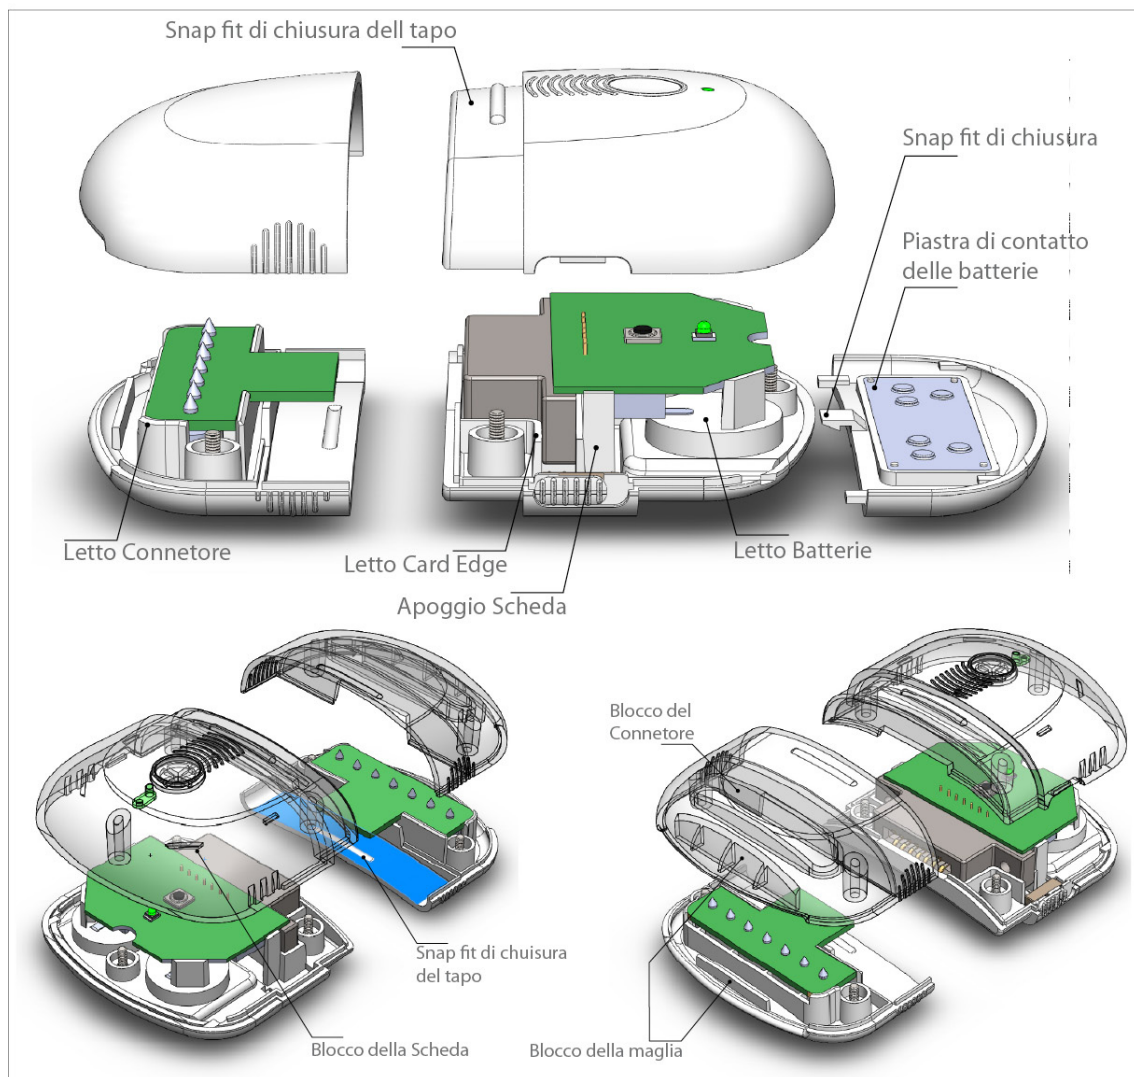 Snap fit di chiusura dell tapo
Snap fit di chiusura
Piastra di contatto
delle batterie
Letto Connetore
Letto Card Edge
Letto Batterie
Apoggio Scheda
Blocco del
Connetore
Snap fit di chuisura
del tapo
Blocco della Scheda
Blocco della maglia